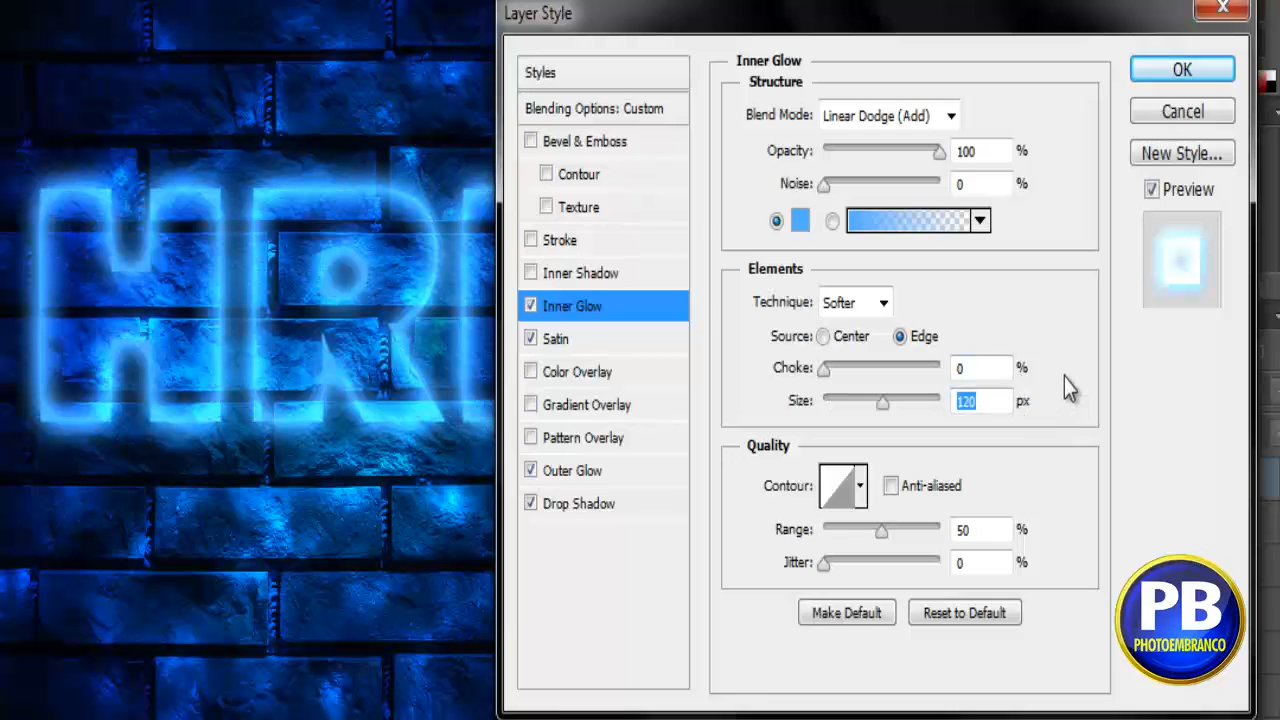 HR
Layer Style
X
Styles
Blending Options: Custom
Bevel & Emboss
Contour
Texture
Stroke
Inner Shadow
Inner Glow
Satin
Color Overlay
Gradient Overlay
Pattern Overlay
Outer Glow
Drop Shadow
Inner Glow
Structure
Blend Mode: Linear Dodge (Add)
Opacity: 100 %
Noise: 0 %
Elements
Technique: Softer
Source: Center Edge
Choke: 0 %
Size: 120 px
Quality
Contour: Anti-aliased
Range: 50 %
Jitter: 0 %
Make Default Reset to Default
OK
Cancel
New Style...
Preview
PB
PHOTOEMBRANCO